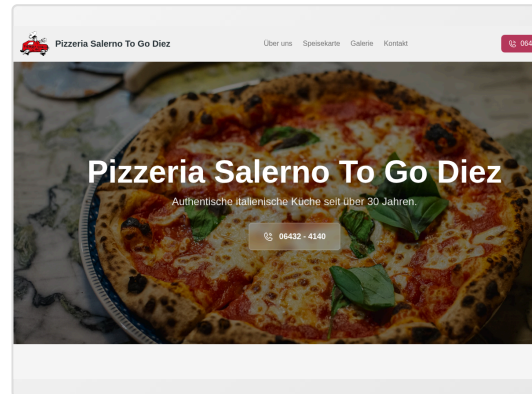 Pizzeria Salerno To Go Diez
Über uns Speisekarte Galerie Kontakt
0643
Pizzeria Salerno To Go Diez
Authentische italienische Küche seit über 30 Jahren.
06432 - 4140